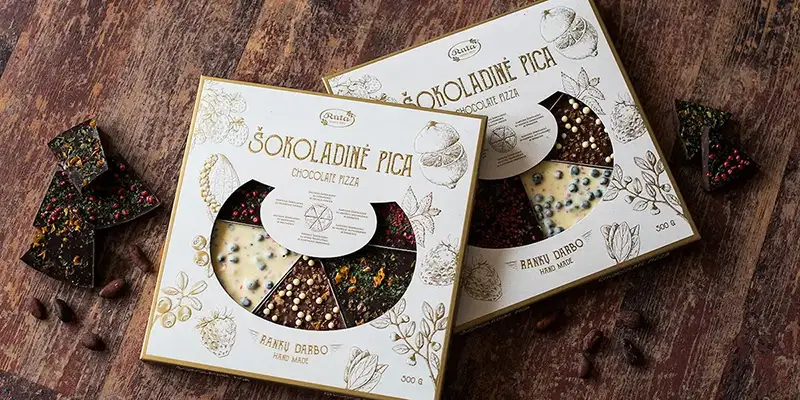 Rūta
ŠOKOLADINĖ PICA
CHOCOLATE PIZZA
RANKŲ DARBO
HAND MADE
300 G
Rūta
ŠOKOLADINĖ PICA
CHOCOLATE PIZZA
RANKŲ DARBO
HAND MADE
300 G